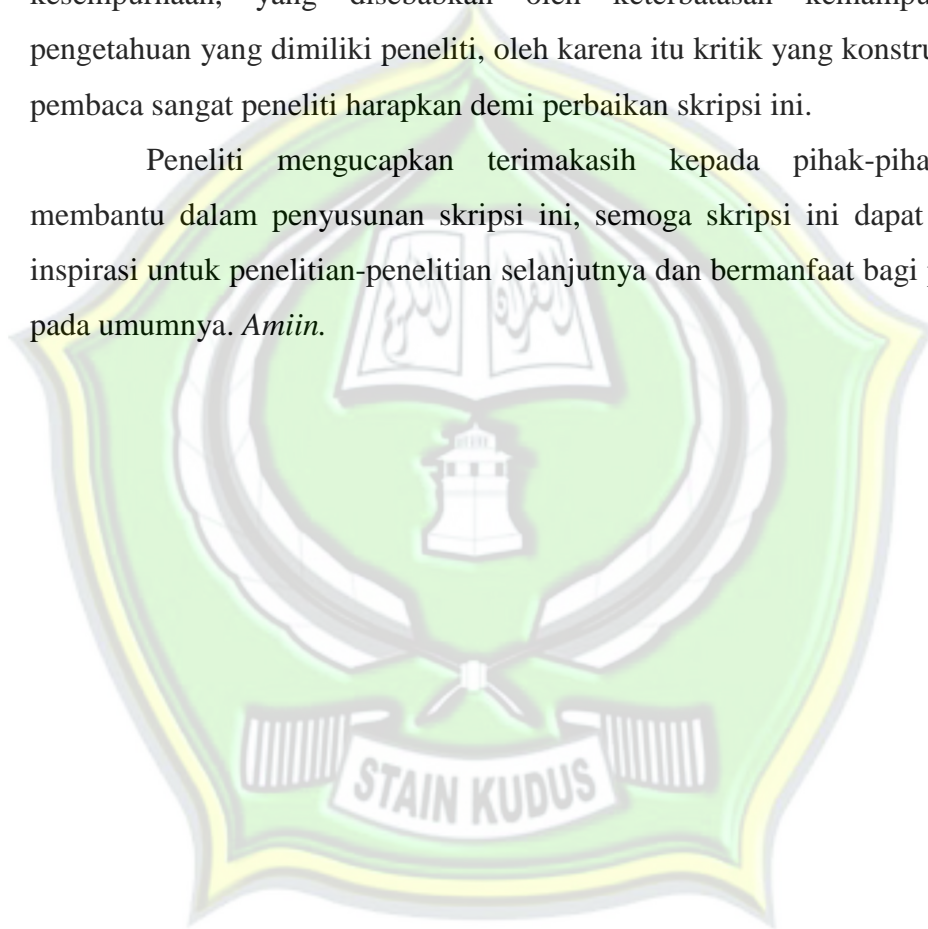 kesempurnaan, yang disebabkan oleh keterbatasan kemampu
pengetahuan yang dimiliki peneliti, oleh karena itu kritik yang konstru
pembaca sangat peneliti harapkan demi perbaikan skripsi ini.
Peneliti mengucapkan terimakasih kepada pihak-piha
membantu dalam penyusunan skripsi ini, semoga skripsi ini dapat
inspirasi untuk penelitian-penelitian selanjutnya dan bermanfaat bagi
pada umumnya. Amiin.
STAIN KUDUS